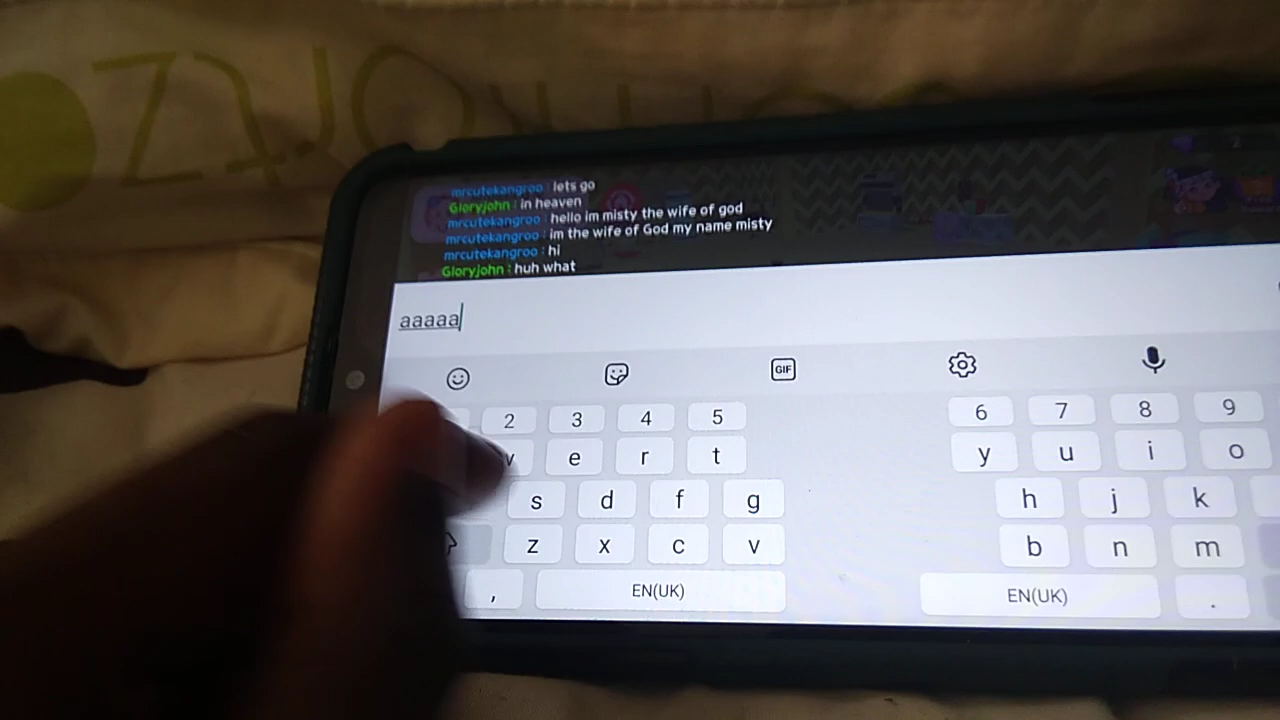 mrcutekangroo : lets go
Gloryjohn : in heaven
mrcutekangroo : hello im misty the wife of god
mrcutekangroo : im the wife of God my name misty
mrcutekangroo : hi
Gloryjohn : huh what
aaaaa
GIF
2 3 4 5 6 7 8 9
e r t y u i o
s d f g h j k
z x c v b n m
, EN(UK) EN(UK) .